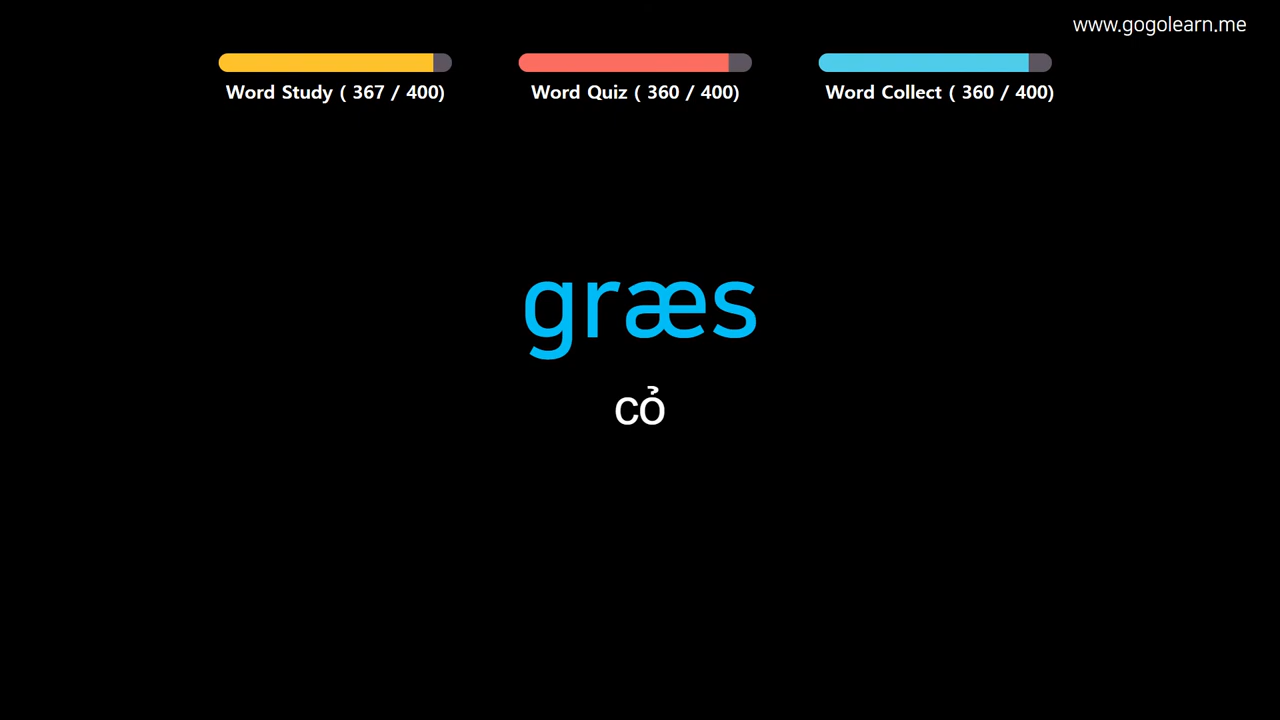 www.gogolearn.me
Word Study ( 367 / 400)
Word Quiz ( 360 / 400)
Word Collect ( 360 / 400)
græs
cỏ